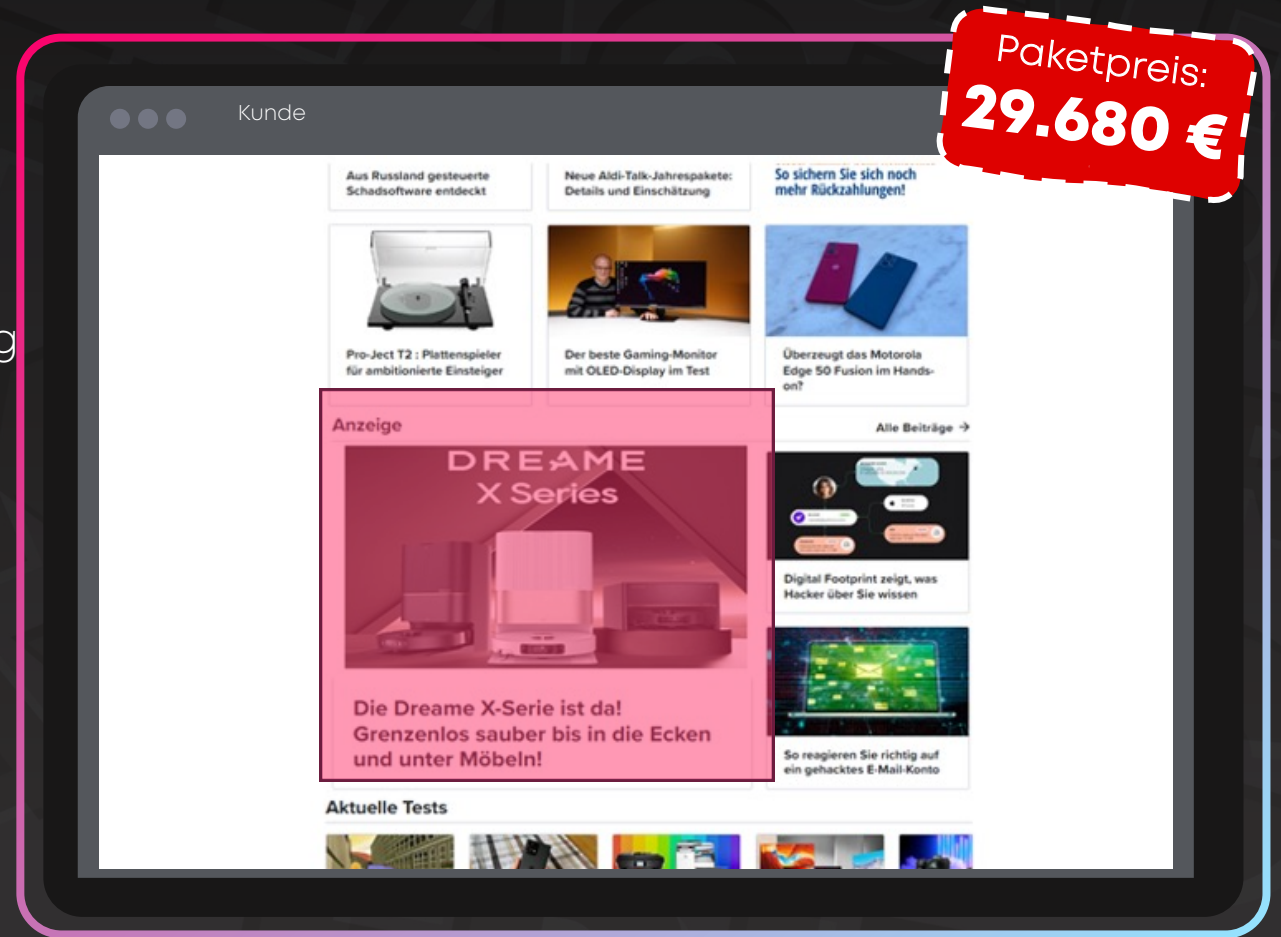 Paketpreis:
29.680 €
Kunde
g
Aus Russland gesteuerte
Schadsoftware entdeckt
Neue Aldi-Talk-Jahrespakete:
Details und Einschätzung
So sichern Sie sich noch
mehr Rückzahlungen!
Pro-Ject T2 : Plattenspieler
für ambitionierte Einsteiger
Der beste Gaming-Monitor
mit OLED-Display im Test
Überzeugt das Motorola
Edge 50 Fusion im Hands-
on?
Anzeige
Alle Beiträge →
DREAME
X Series
Die Dreame X-Serie ist da!
Grenzenlos sauber bis in die Ecken
und unter Möbeln!
Digital Footprint zeigt, was
Hacker über Sie wissen
So reagieren Sie richtig auf
ein gehacktes E-Mail-Konto
Aktuelle Tests